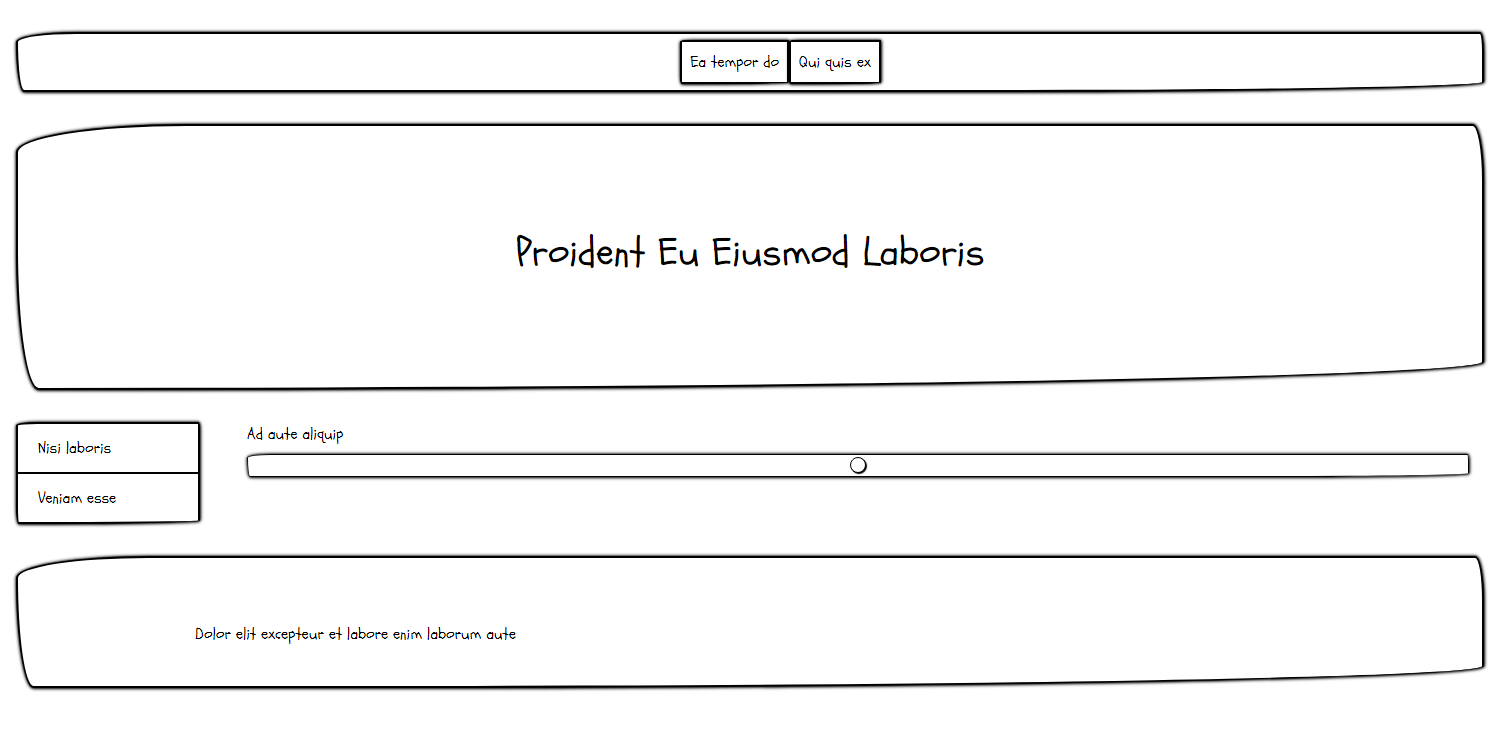 Ea tempor do
Qui quis ex
Proident Eu Eiusmod Laboris
Nisi laboris
Veniam esse
Ad aute aliquip
Dolor elit excepteur et labore enim laborum aute